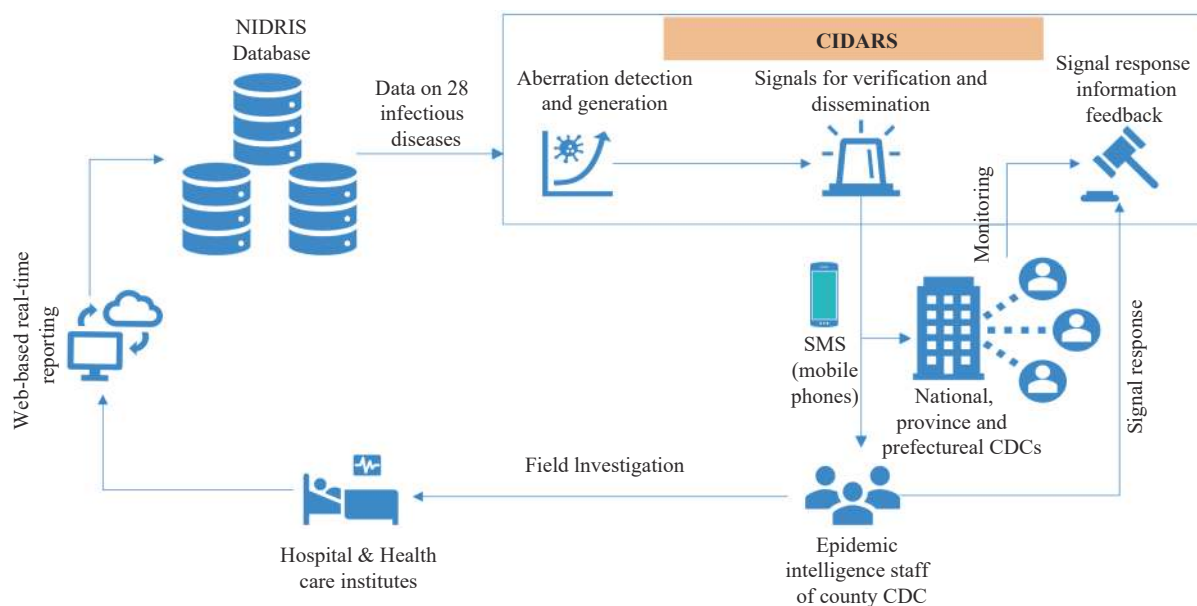 NIDRIS
Database
Data on 28
infectious
diseases
CIDARS
Aberration detection
and generation
Signals for verification and
dissemination
Signal response
information
feedback
Monitoring
Web-based real-time
reporting
SMS
(mobile
phones)
National,
province and
prefectureal CDCs
Signal response
Field Investigation
Hospital & Health
care institutes
Epidemic
intelligence staff
of county CDC